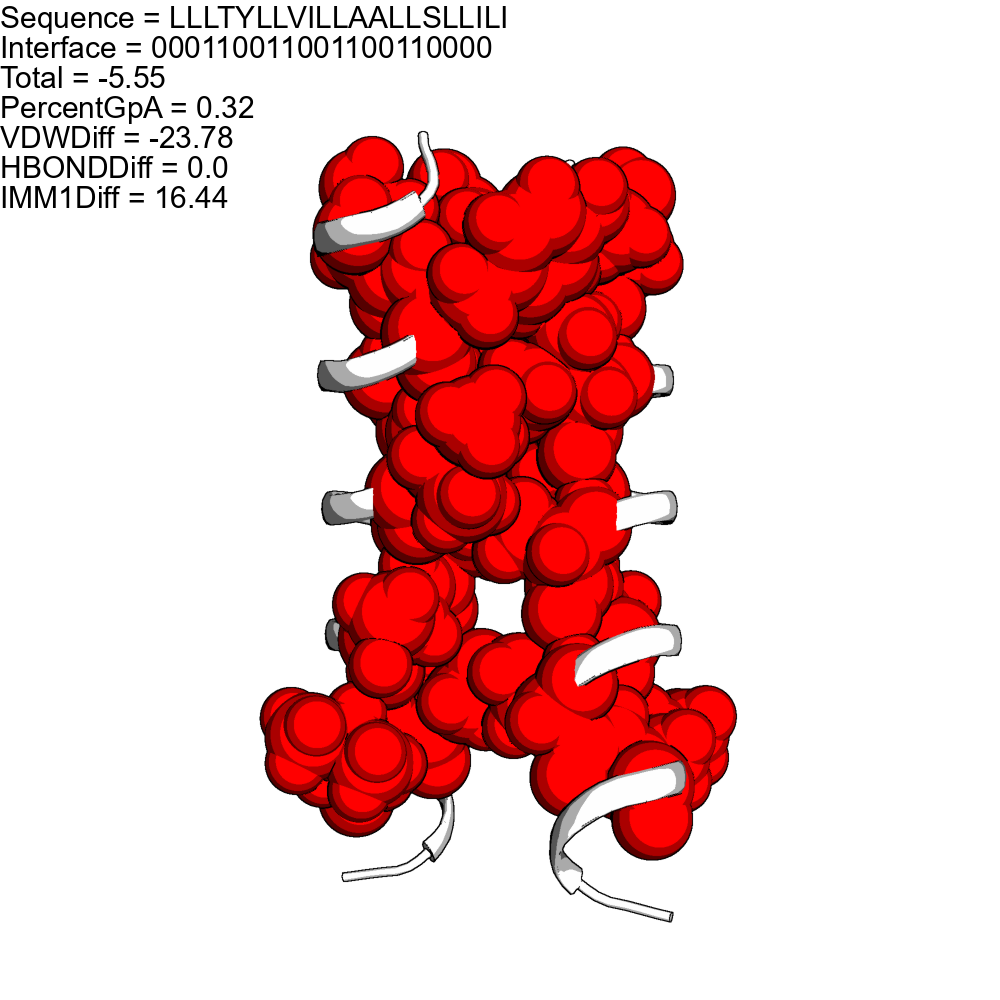 Sequence = LLLTYLLVILLAALLSLLILI
Interface = 000110011001100110000
Total = -5.55
PercentGpA = 0.32
VDWDiff = -23.78
HBONDDiff = 0.0
IMM1Diff = 16.44